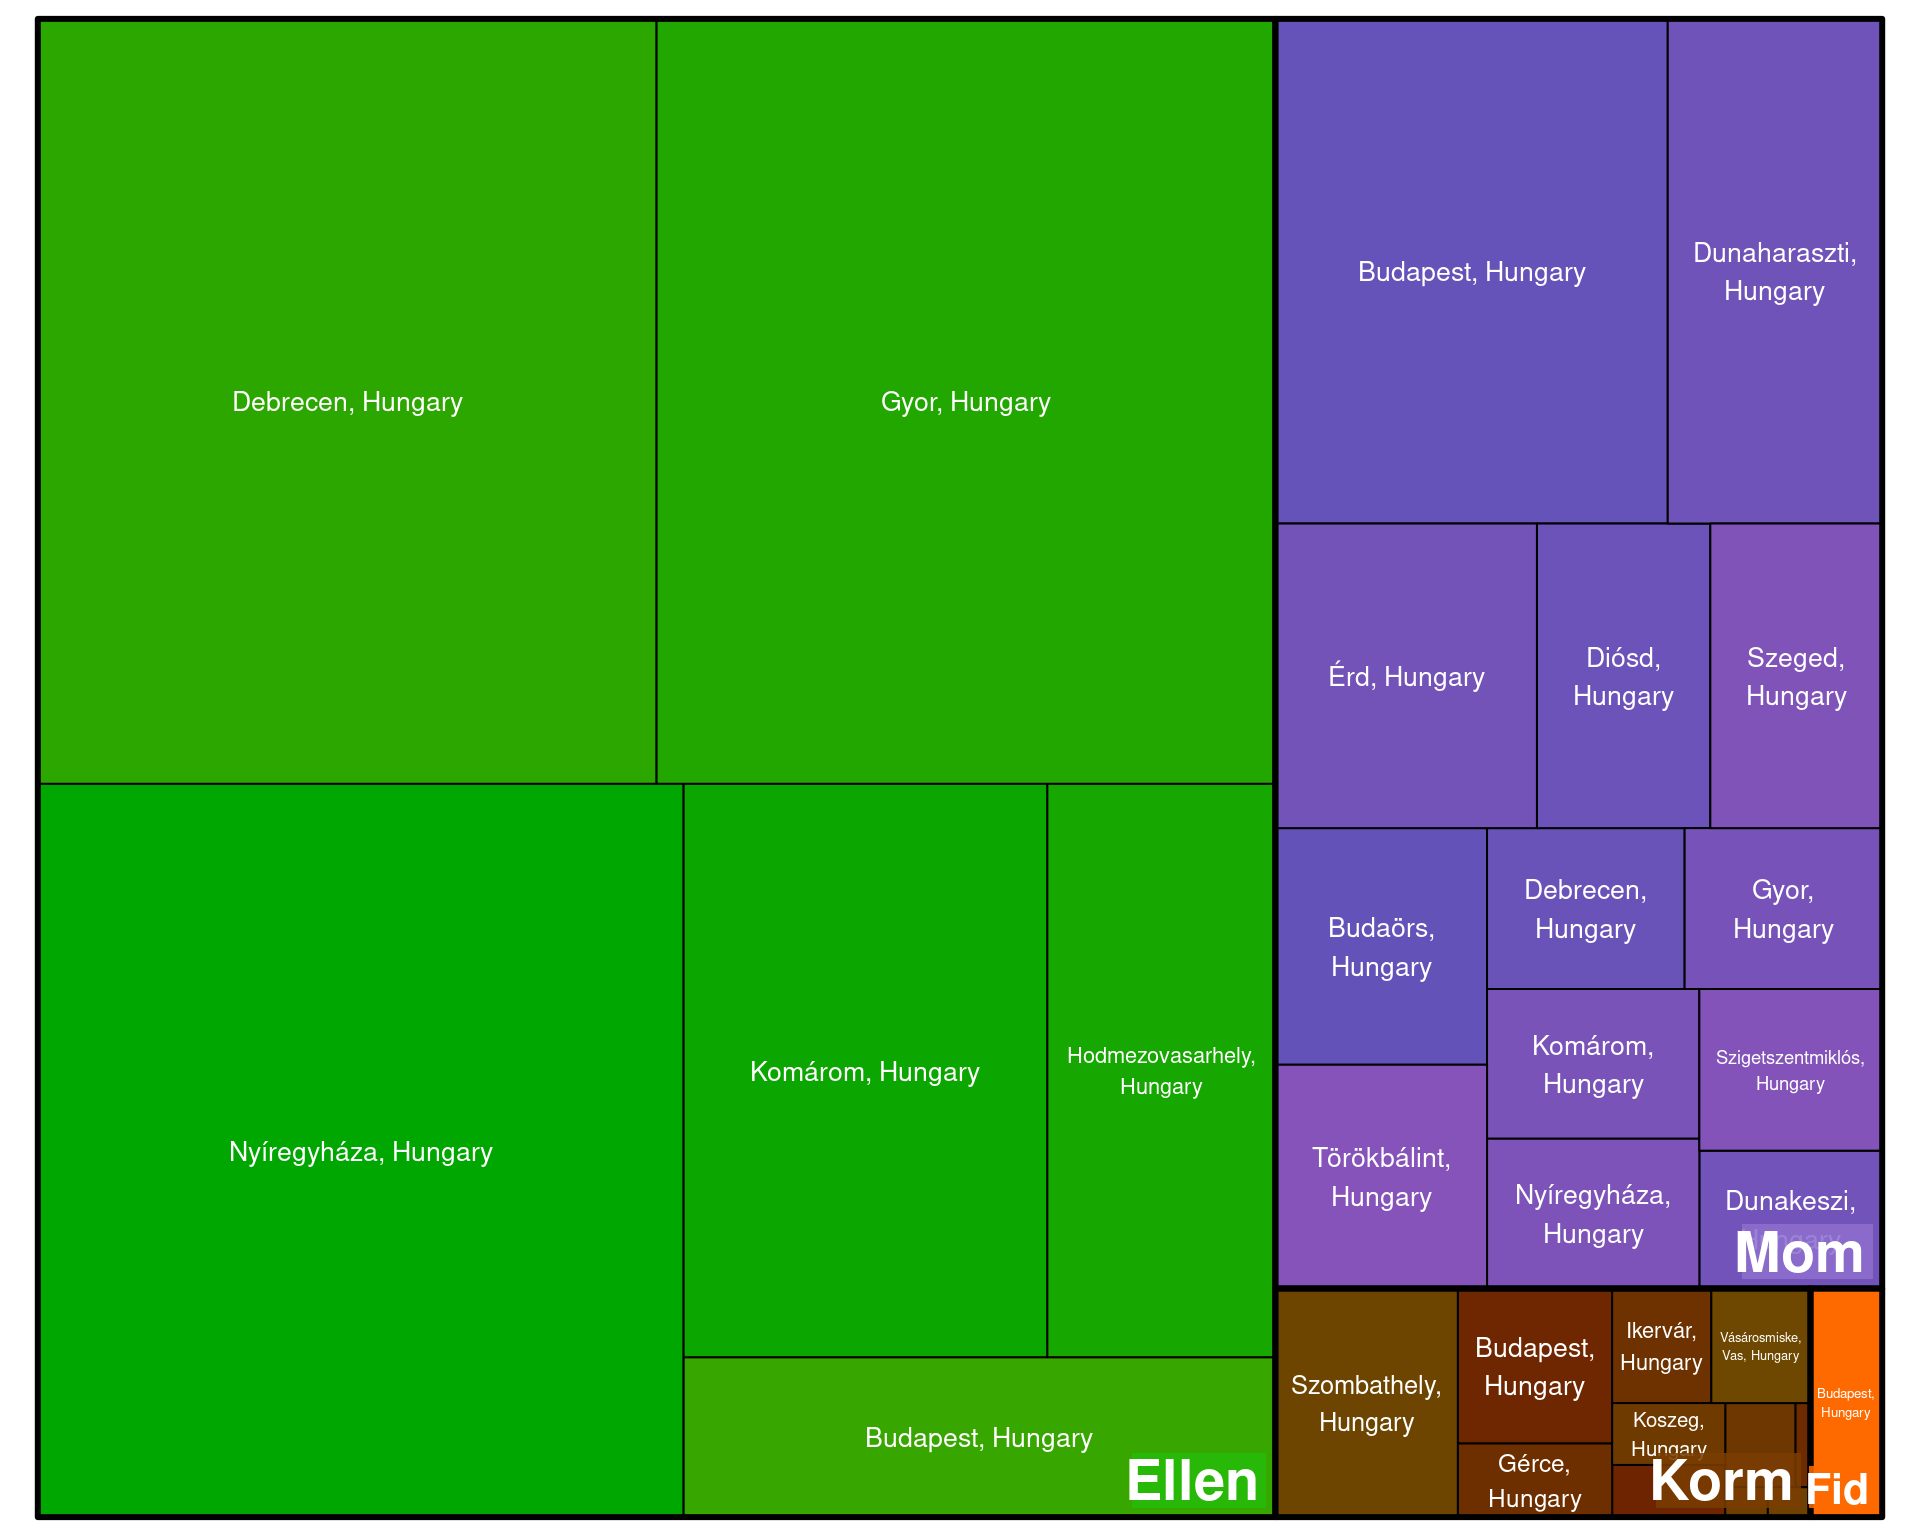 Debrecen, Hungary
Gyor, Hungary
Nyíregyháza, Hungary
Komárom, Hungary
Hodmezovasarhely,
Hungary
Budapest, Hungary
Ellen
Budapest, Hungary
Dunaharaszti,
Hungary
Érd, Hungary
Diósd,
Hungary
Szeged,
Hungary
Budaörs,
Hungary
Debrecen,
Hungary
Gyor,
Hungary
Törökbálint,
Hungary
Komárom,
Hungary
Szigetszentmiklós,
Hungary
Nyíregyháza,
Hungary
Dunakeszi,
Hungary
Mom
Szombathely,
Hungary
Budapest,
Hungary
Gérce,
Hungary
Ikervár,
Hungary
Vásárosmiske,
Vas, Hungary
Koszeg,
Hungary
Korm
Budapest,
Hungary
Fid